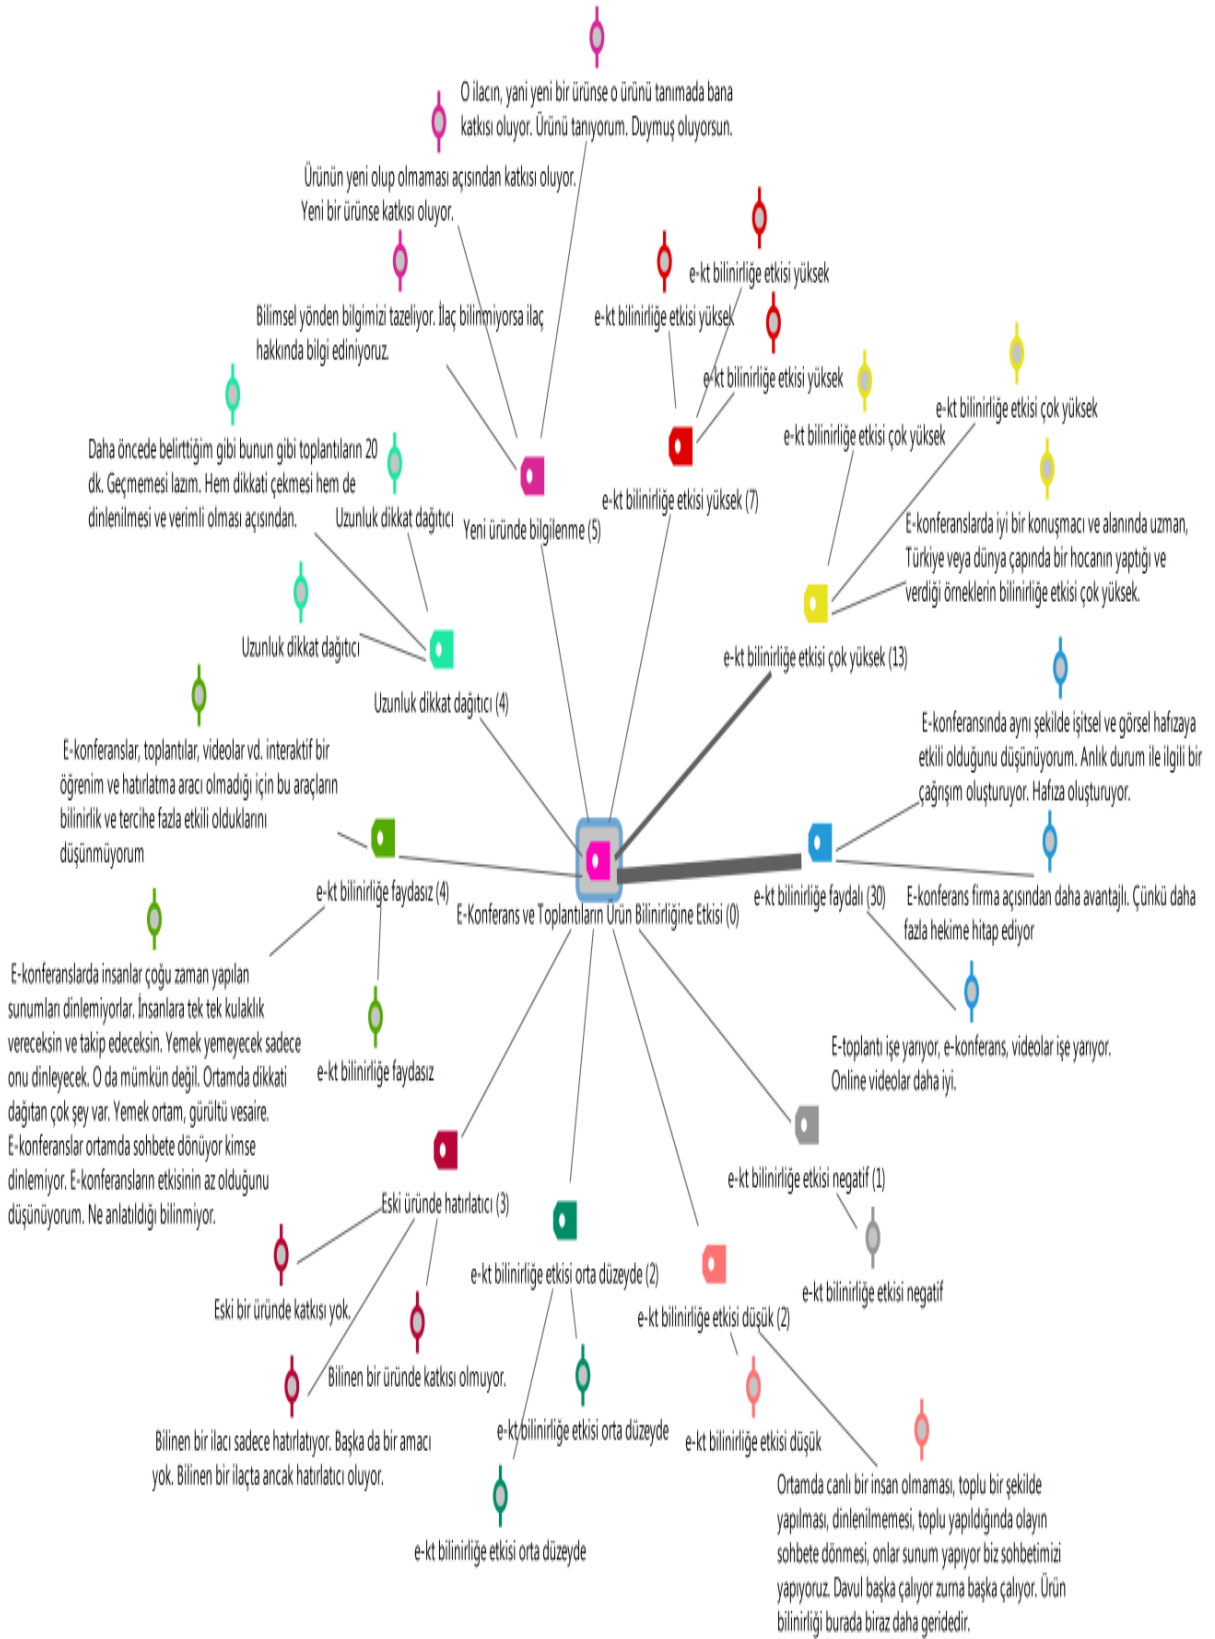 O ilacın, yani yeni bir ürünse o ürünü tanımada bana
katkısı oluyor. Ürünü tanıyorum. Duymuş oluyorsun.
Ürünün yeni olup olmaması açısından katkısı oluyor.
Yeni bir ürünse katkısı oluyor.
e-kt bilinirliğe etkisi yüksek
e-kt bilinirliğe etkisi yüksek
Bilimsel yönden bilgimizi tazeliyor. İlaç bilinmiyorsa ilaç
hakkında bilgi ediniyoruz.
e-kt bilinirliğe etkisi yüksek
e-kt bilinirliğe etkisi çok yüksek
e-kt bilinirliğe etkisi çok yüksek
Daha öncede belirttiğim gibi bunun gibi toplantıların 20
dk. Geçmemesi lazım. Hem dikkati çekmesi hem de
dinlenilmesi ve verimli olması açısından.
Uzunluk dikkat dağıtıcı
Yeni üründe bilgilenme (5)
e-kt bilinirliğe etkisi yüksek (7)
E-konferanslarda iyi bir konuşmacı ve alanında uzman,
Türkiye veya dünya çapında bir hocanın yaptığı ve
verdiği örneklerin bilinirliğe etkisi çok yüksek.
Uzunluk dikkat dağıtıcı
e-kt bilinirliğe etkisi çok yüksek (13)
Uzunluk dikkat dağıtıcı (4)
E-konferansında aynı şekilde işitsel ve görsel hafızaya
etkili olduğunu düşünüyorum. Anlık durum ile ilgili bir
çağrışım oluşturuyor. Hafıza oluşturuyor.
E-konferanslar, toplantılar, videolar vd. interaktif bir
öğrenim ve hatırlatma aracı olmadığı için bu araçların
bilinirlik ve tercihe fazla etkili olduklarını
düşünmüyorum
e-kt bilinirliğe faydasız (4)
E-Konferans ve Toplantıların Ürün Bilinirliğine Etkisi (0)
e-kt bilinirliğe faydalı (30)
E-konferans firma açısından daha avantajlı. Çünkü daha
fazla hekime hitap ediyor
E-konferanslarda insanlar çoğu zaman yapılan
sunumları dinlemiyorlar. İnsanlara tek tek kulaklık
vereceksin ve takip edeceksin. Yemek yemeyecek sadece
onu dinleyecek. O da mümkün değil. Ortamda dikkati
dağıtan çok şey var. Yemek ortam, gürültü vesaire.
E-konferanslar ortamda sohbete dönüyor kimse
dinlemiyor. E-konferansların etkisinin az olduğunu
düşünüyorum. Ne anlatıldığı bilinmiyor.
e-kt bilinirliğe faydasız
E-toplantı işe yarıyor, e-konferans, videolar işe yarıyor.
Online videolar daha iyi.
e-kt bilinirliğe etkisi negatif (1)
Eski üründe hatırlatıcı (3)
e-kt bilinirliğe etkisi orta düzeyde (2)
e-kt bilinirliğe etkisi negatif
Eski bir üründe katkısı yok.
e-kt bilinirliğe etkisi düşük (2)
Bilinen bir üründe katkısı olmuyor.
e-kt bilinirliğe etkisi orta düzeyde
e-kt bilinirliğe etkisi düşük
Bilinen bir ilacı sadece hatırlatıyor. Başka da bir amacı
yok. Bilinen bir ilaçta ancak hatırlatıcı oluyor.
e-kt bilinirliğe etkisi orta düzeyde
Ortamda canlı bir insan olmaması, toplu bir şekilde
yapılması, dinlenilmemesi, toplu yapıldığında olayın
sohbete dönmesi, onlar sunum yapıyor biz sohbetimizi
yapıyoruz. Davul başka çalıyor zurna başka çalıyor. Ürün
bilinirliği burada biraz daha geridedir.